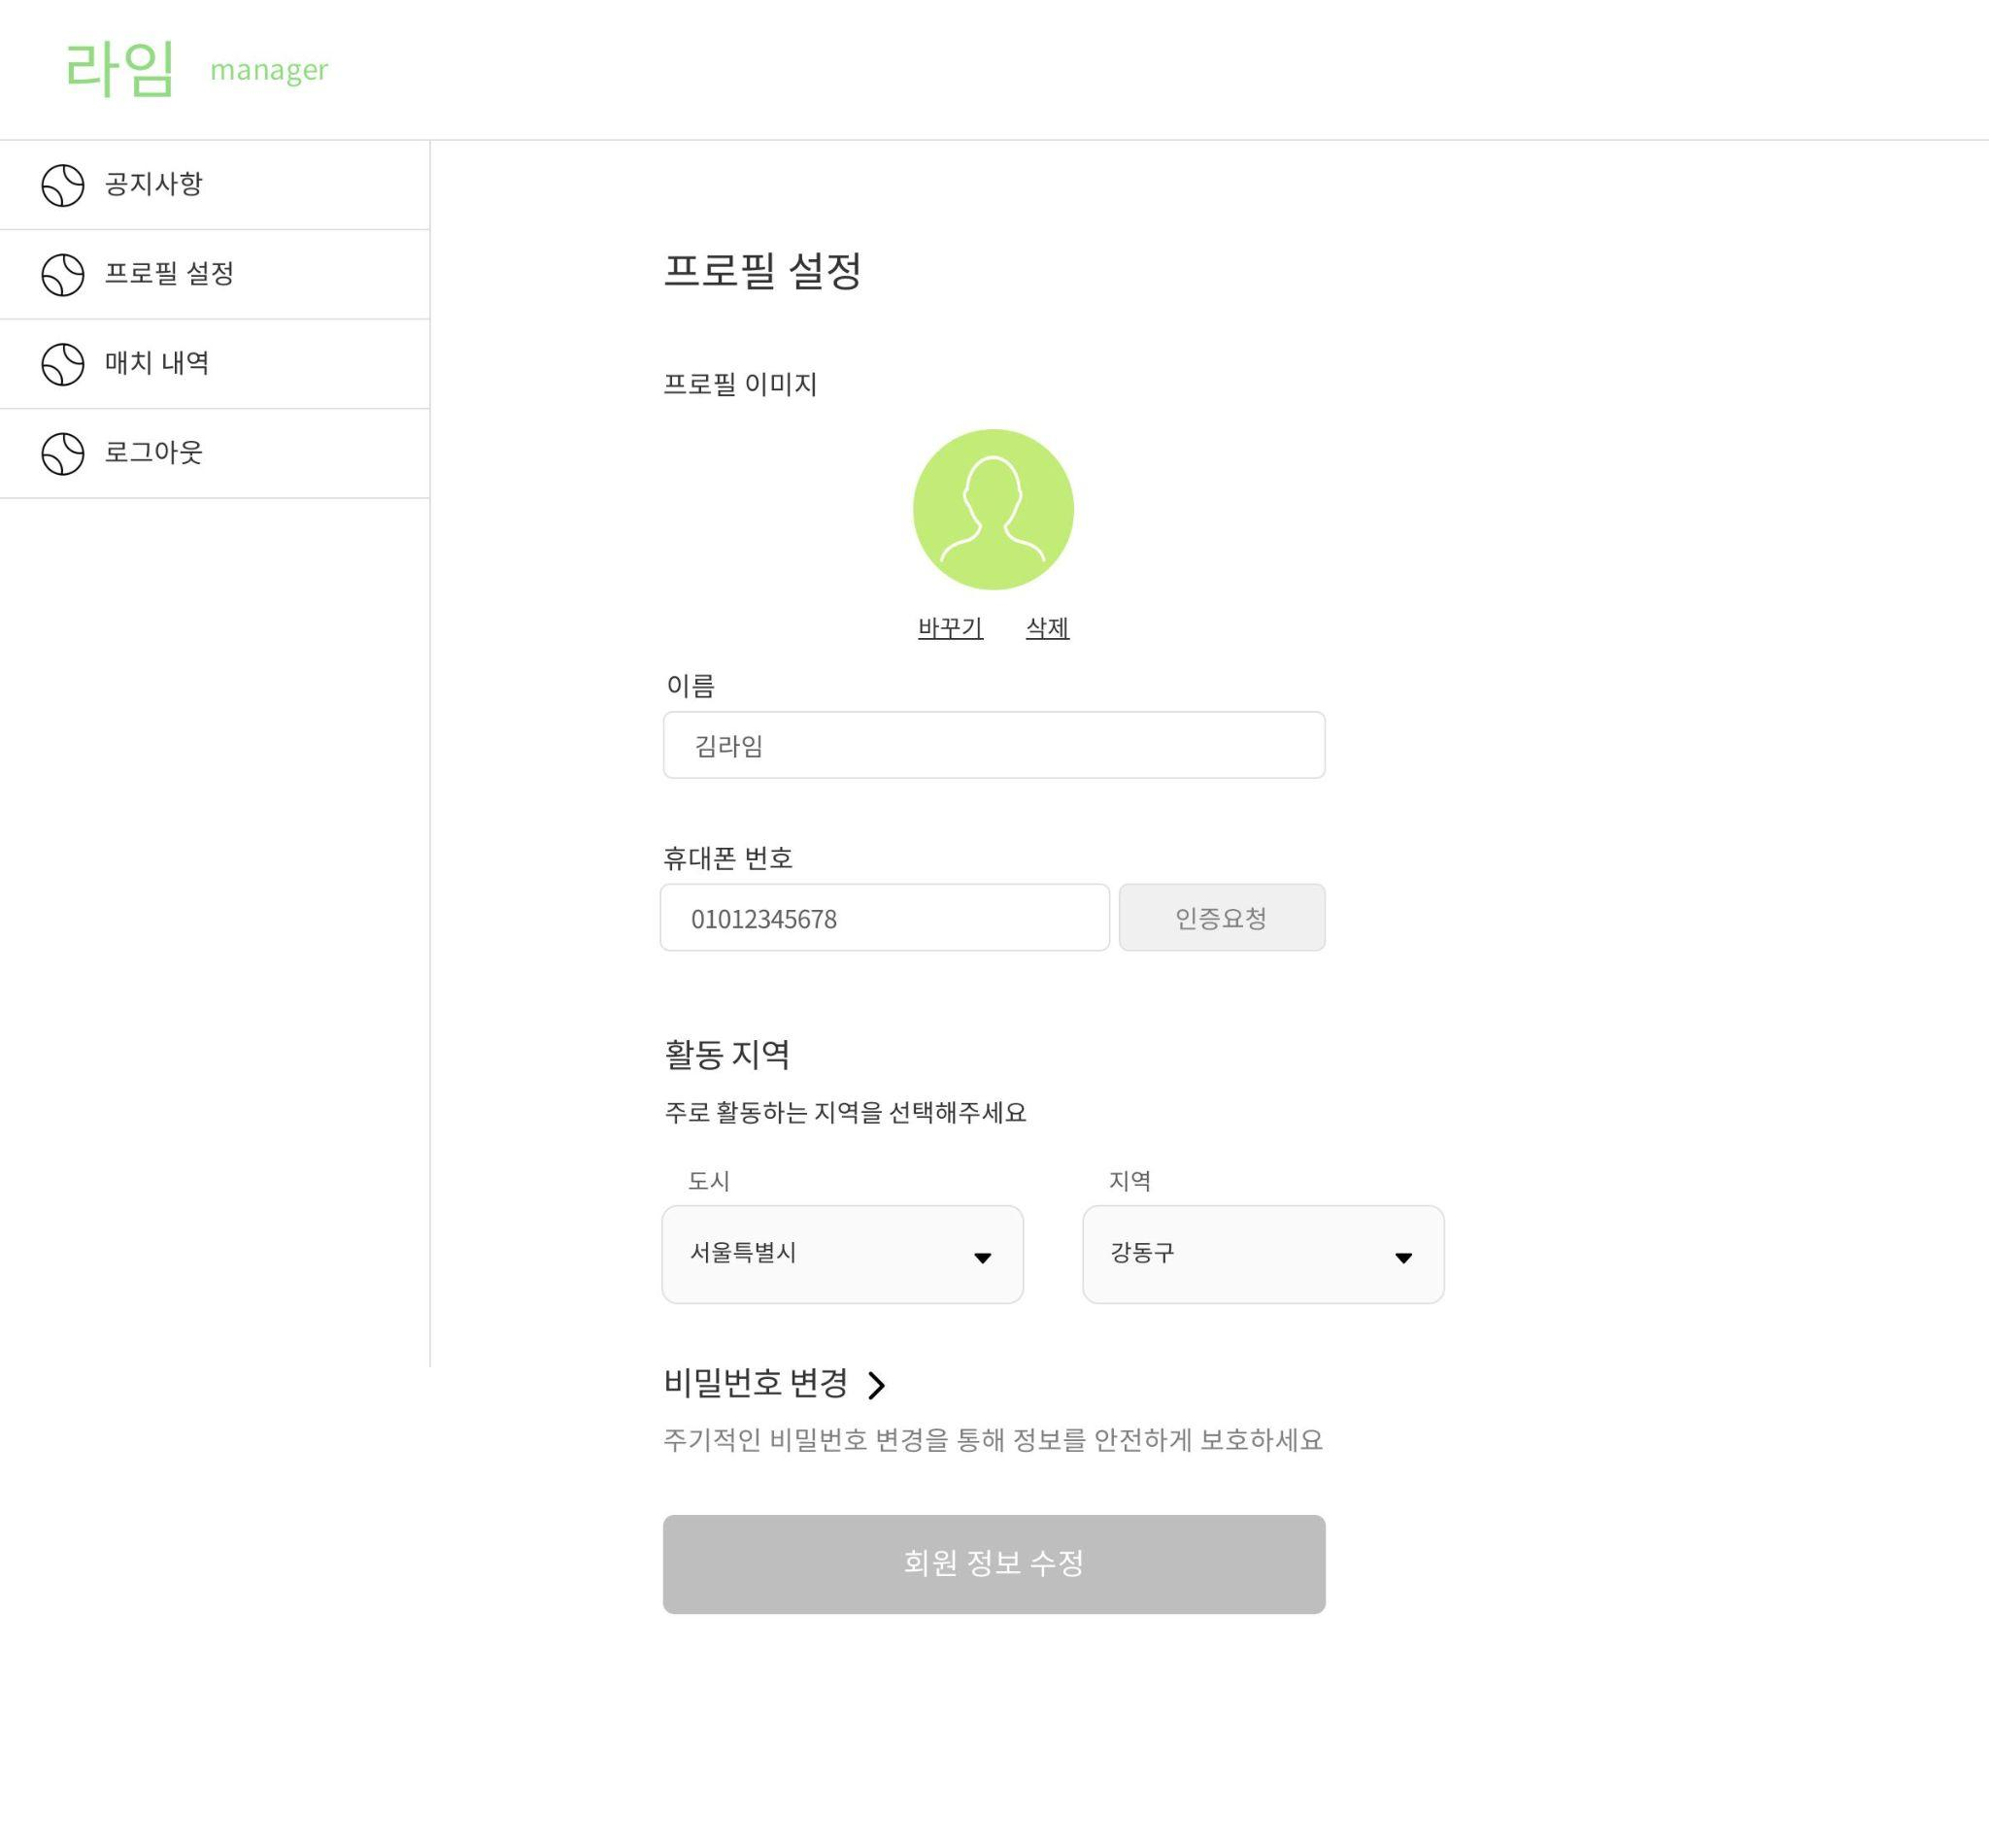 라임 manager
공지사항
프로필 설정
매치 내역
로그아웃
프로필 설정
프로필 이미지
바꾸기 삭제
이름
김라임
휴대폰 번호
01012345678 인증요청
활동 지역
주로 활동하는 지역을 선택해주세요
도시 지역
서울특별시 강동구
비밀번호 변경
주기적인 비밀번호 변경을 통해 정보를 안전하게 보호하세요
회원 정보 수정